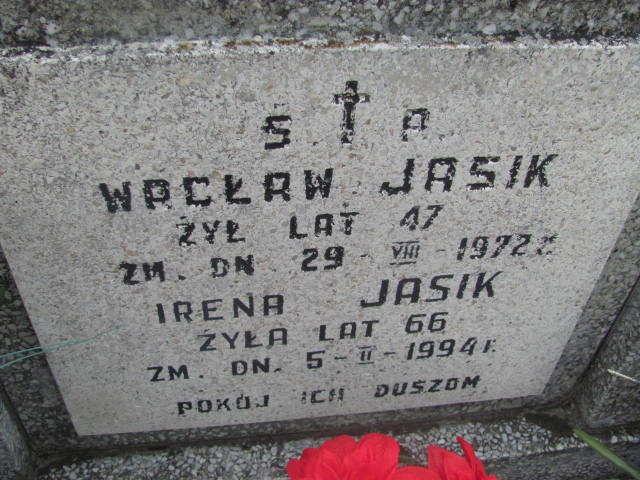 Ś P.
WACŁAW JASIK
ŻYŁ LAT 47
ZM. DN 29-VIII-1972 r.
IRENA JASIK
ŻYŁA LAT 66
ZM. DN. 5-II-1994 r.
POKÓJ ICH DUSZOM